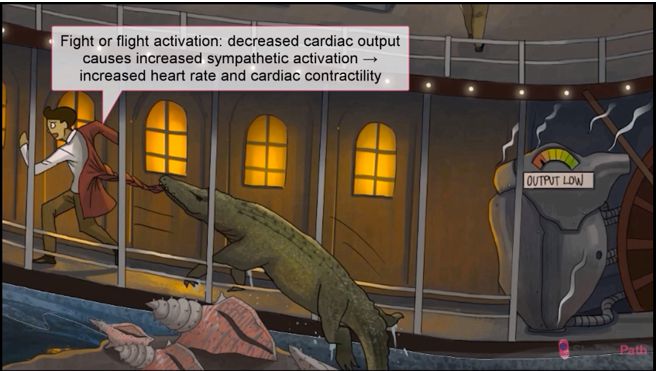 Fight or flight activation: decreased cardiac output
causes increased sympathetic activation →
increased heart rate and cardiac contractility
OUTPUT LOW
Path